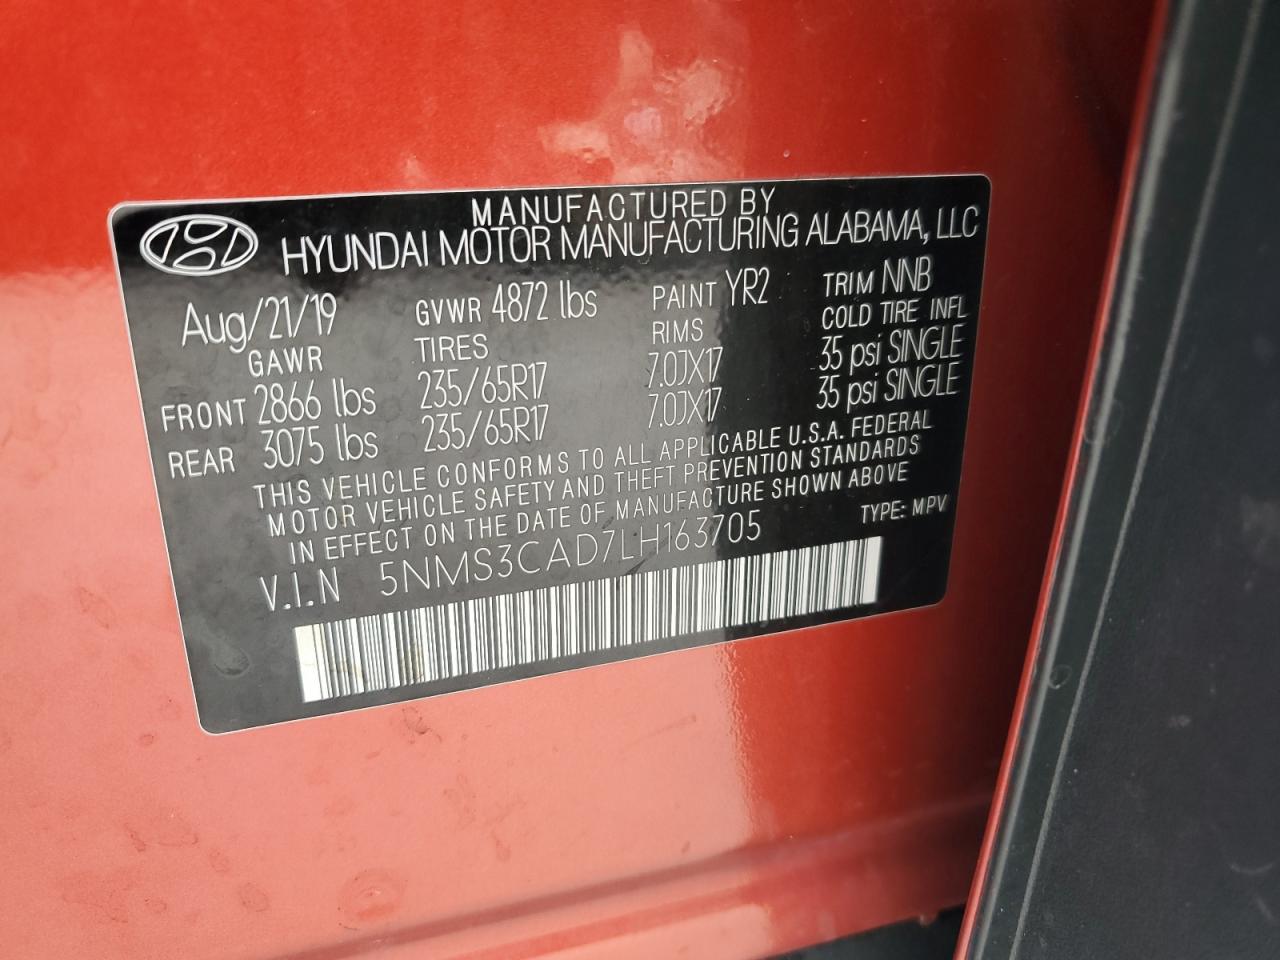 MANUFACTURED BY
HYUNDAI MOTOR MANUFACTURING ALABAMA, LLC
Aug/21/19 GVWR 4872 lbs PAINT YR2 TRIM NNB
GAWR TIRES RIMS COLD TIRE INFL
FRONT 2866 lbs 235/65R17 7.0JX17 35 psi SINGLE
REAR 3075 lbs 235/65R17 7.0JX17 35 psi SINGLE
THIS VEHICLE CONFORMS TO ALL APPLICABLE U.S.A. FEDERAL
MOTOR VEHICLE SAFETY AND THEFT PREVENTION STANDARDS
IN EFFECT ON THE DATE OF MANUFACTURE SHOWN ABOVE
V.I.N 5NMS3CAD7LH163705 TYPE: MPV